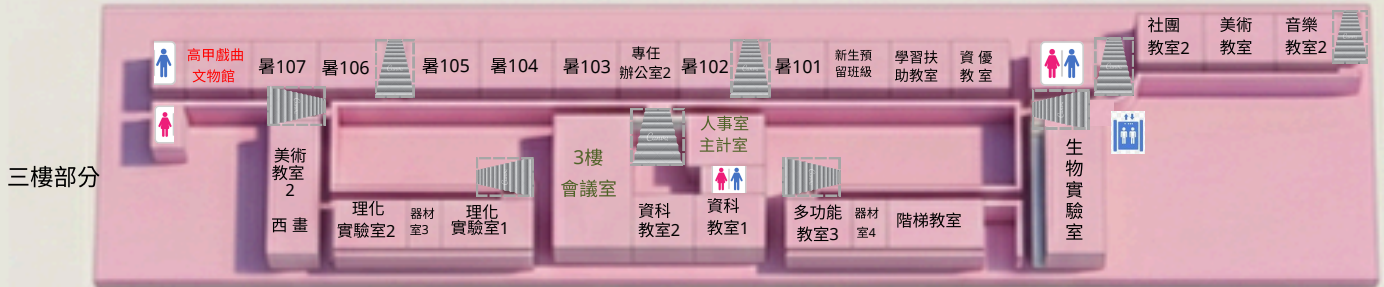 社團
教室2
美術
教室
音樂
教室2
高甲戲曲
文物館
暑107
暑106
暑105
暑104
暑103
專任
辦公室2
暑102
暑101
新生預
留班級
學習扶
助教室
資 優
教 室
人事室
主計室
3樓
會議室
美術
教室
2
西 畫
生
物
實
驗
室
三樓部分
理化
實驗室2
器材
室3
理化
實驗室1
資料
教室2
資料
教室1
多功能
教室3
器材
室4
階梯教室